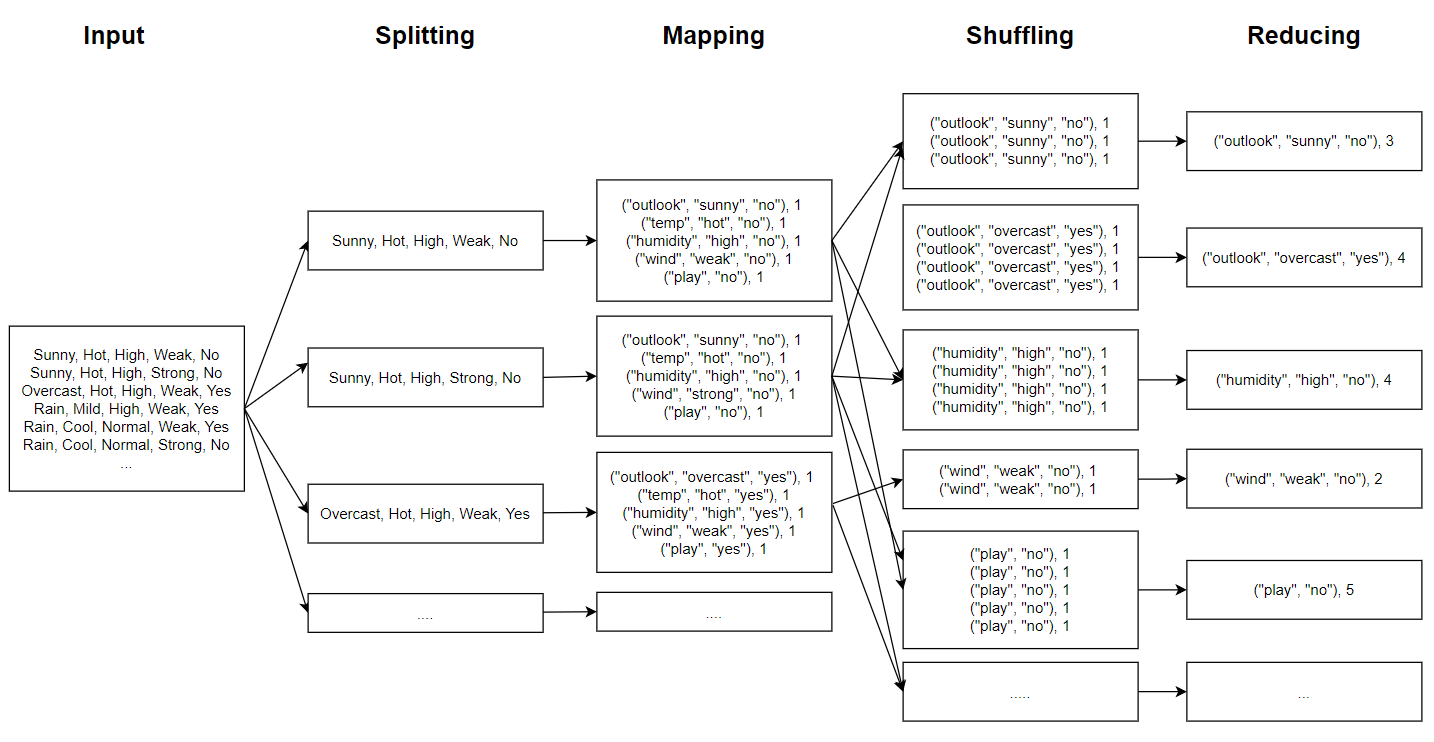 Input
Splitting
Mapping
Shuffling
Reducing
Sunny, Hot, High, Weak, No
Sunny, Hot, High, Strong, No
Overcast, Hot, High, Weak, Yes
Rain, Mild, High, Weak, Yes
Rain, Cool, Normal, Weak, Yes
Rain, Cool, Normal, Strong, No
...
Sunny, Hot, High, Weak, No
Sunny, Hot, High, Strong, No
Overcast, Hot, High, Weak, Yes
....
("outlook", "sunny", "no"), 1
("temp", "hot", "no"), 1
("humidity", "high", "no"), 1
("wind", "weak", "no"), 1
("play", "no"), 1
("outlook", "sunny", "no"), 1
("temp", "hot", "no"), 1
("humidity", "high", "no"), 1
("wind", "strong", "no"), 1
("play", "no"), 1
("outlook", "overcast", "yes"), 1
("temp", "hot", "yes"), 1
("humidity", "high", "yes"), 1
("wind", "weak", "yes"), 1
("play", "yes"), 1
....
("outlook", "sunny", "no"), 1
("outlook", "sunny", "no"), 1
("outlook", "sunny", "no"), 1
("outlook", "overcast", "yes"), 1
("outlook", "overcast", "yes"), 1
("outlook", "overcast", "yes"), 1
("outlook", "overcast", "yes"), 1
("humidity", "high", "no"), 1
("humidity", "high", "no"), 1
("humidity", "high", "no"), 1
("humidity", "high", "no"), 1
("wind", "weak", "no"), 1
("wind", "weak", "no"), 1
("play", "no"), 1
("play", "no"), 1
("play", "no"), 1
("play", "no"), 1
("play", "no"), 1
.....
("outlook", "sunny", "no"), 3
("outlook", "overcast", "yes"), 4
("humidity", "high", "no"), 4
("wind", "weak", "no"), 2
("play", "no"), 5
...